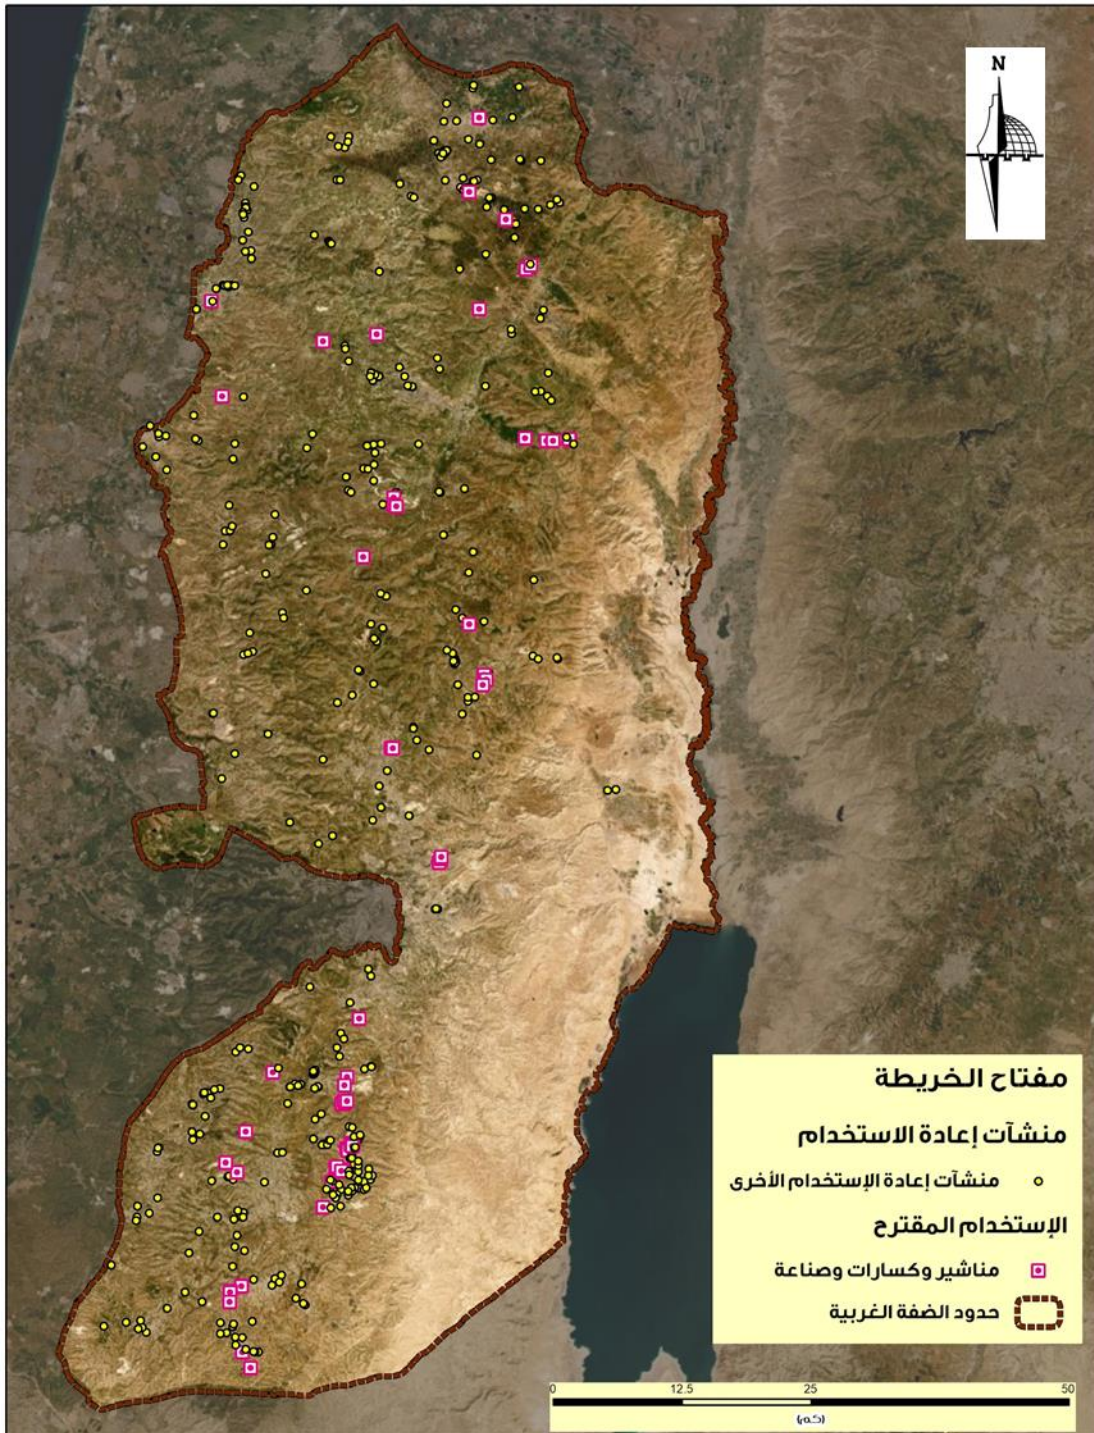 N
مفتاح الخريطة
منشآت إعادة الاستخدام
منشآت إعادة الإستخدام الأخرى
الإستخدام المقترح
مناشير وكسارات وصناعة
حدود الضفة الغربية
0 12.5 25 50
(كم)